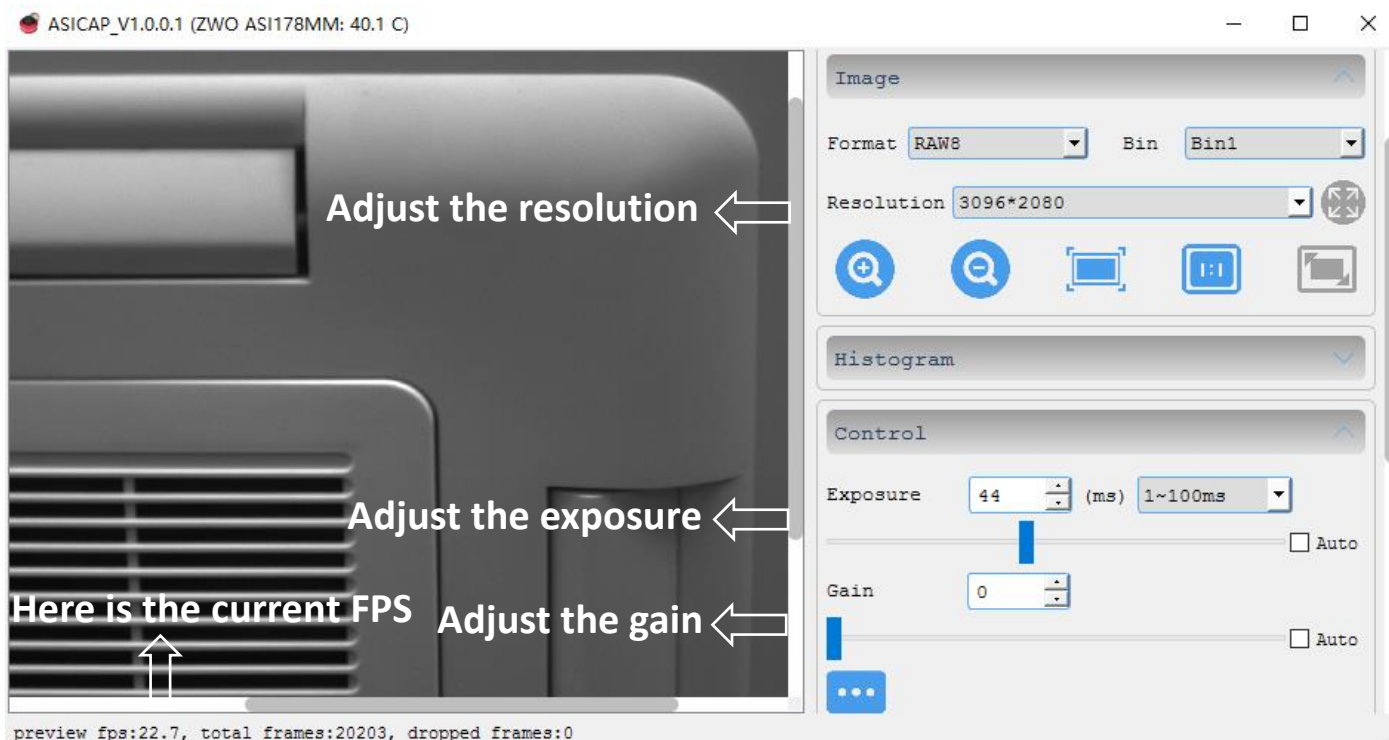 ASICAP_V1.0.0.1 (ZWO ASI178MM: 40.1 C)
Image
Format RAW8 Bin Bin1
Adjust the resolution
Resolution 3096*2080
1:1
Histogram
Control
Adjust the exposure
Exposure 44 (ms) 1~100ms
Auto
Here is the current FPS
Adjust the gain
Gain 0
Auto
preview fps:22.7, total frames:20203, dropped frames:0